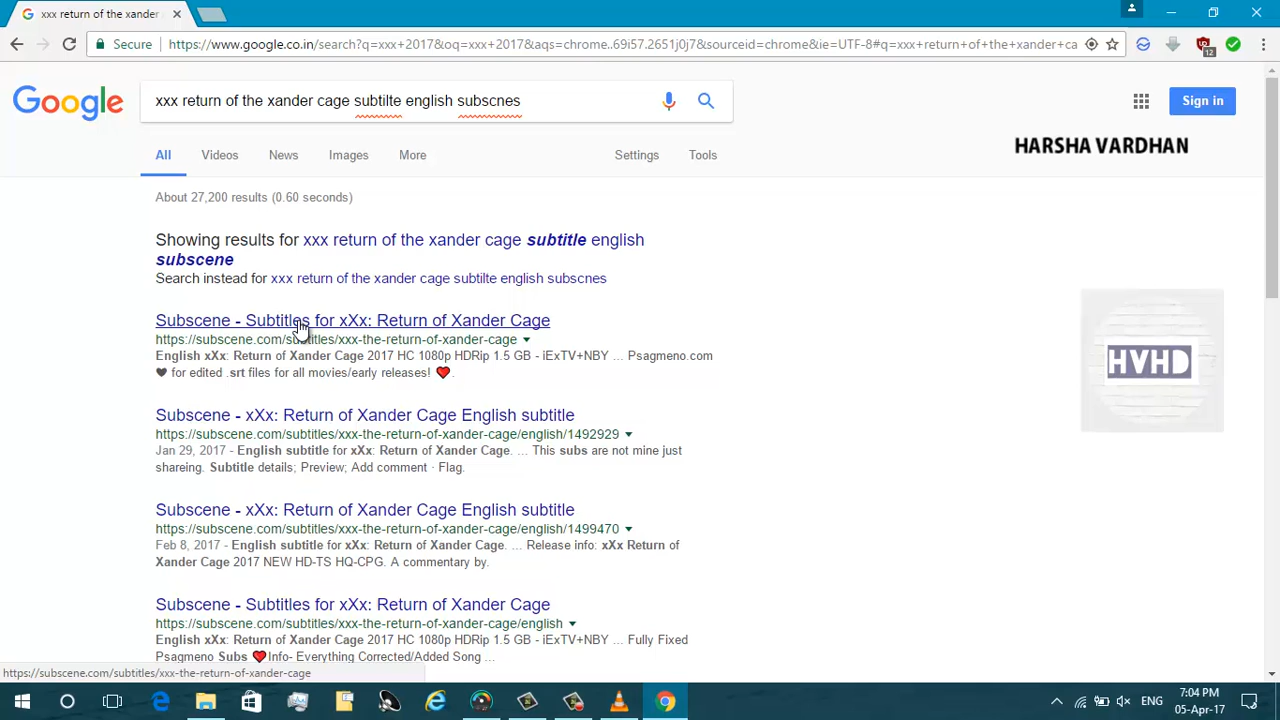 xxx return of the xander
Secure
https://www.google.co.in/search?q=xxx+2017&oq=xxx+2017&aqs=chrome..69i57.2651j0j7&sourceid=chrome&ie=UTF-8#q=xxx+return+of+the+xander+ca
12
Google
xxx return of the xander cage subtilte english subscnes
Sign in
All
Videos
News
Images
More
Settings
Tools
HARSHA VARDHAN
About 27,200 results (0.60 seconds)
Showing results for xxx return of the xander cage subtitle english
subscene
Search instead for xxx return of the xander cage subtilte english subscnes
Subscene - Subtitles for xXx: Return of Xander Cage
https://subscene.com/subtitles/xxx-the-return-of-xander-cage
English xXx: Return of Xander Cage 2017 HC 1080p HDRip 1.5 GB - iExTV+NBY ... Psagmeno.com
♥ for edited .srt files for all movies/early releases! ❤ .
HVHD
Subscene - xXx: Return of Xander Cage English subtitle
https://subscene.com/subtitles/xxx-the-return-of-xander-cage/english/1492929
Jan 29, 2017 - English subtitle for xXx: Return of Xander Cage. ... This subs are not mine just
shareing. Subtitle details; Preview; Add comment · Flag.
Subscene - xXx: Return of Xander Cage English subtitle
https://subscene.com/subtitles/xxx-the-return-of-xander-cage/english/1499470
Feb 8, 2017 - English subtitle for xXx: Return of Xander Cage. ... Release info: xXx Return of
Xander Cage 2017 NEW HD-TS HQ-CPG. A commentary by.
Subscene - Subtitles for xXx: Return of Xander Cage
https://subscene.com/subtitles/xxx-the-return-of-xander-cage/english
English xXx: Return of Xander Cage 2017 HC 1080p HDRip 1.5 GB - iExTV+NBY ... Fully Fixed
Psagmeno Subs ❤Info- Everything Corrected/Added Song ...
https://subscene.com/subtitles/xxx-the-return-of-xander-cage
ENG
7:04 PM
05-Apr-17